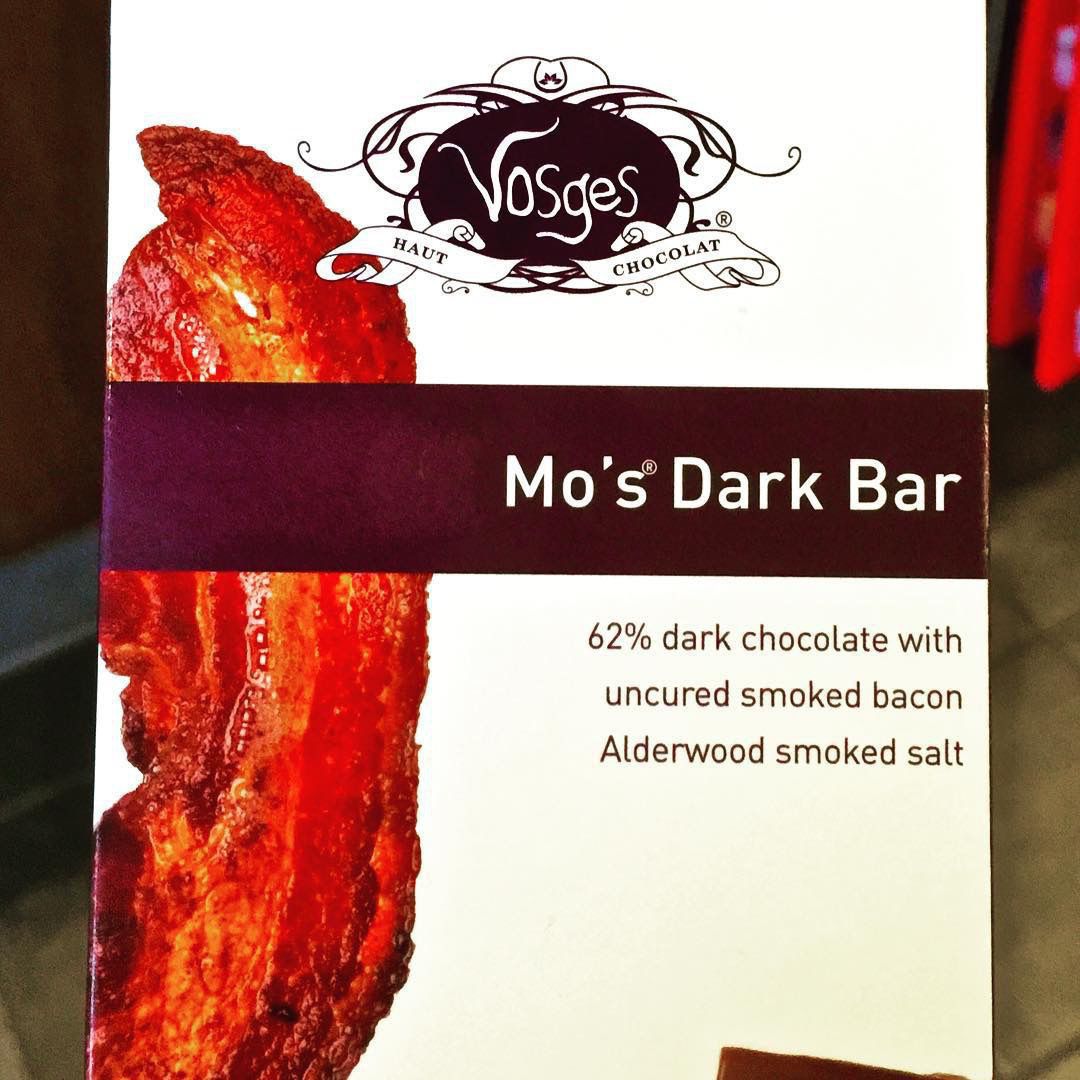 Vosges
HAUT CHOCOLAT®
Mo's® Dark Bar
62% dark chocolate with
uncured smoked bacon
Alderwood smoked salt